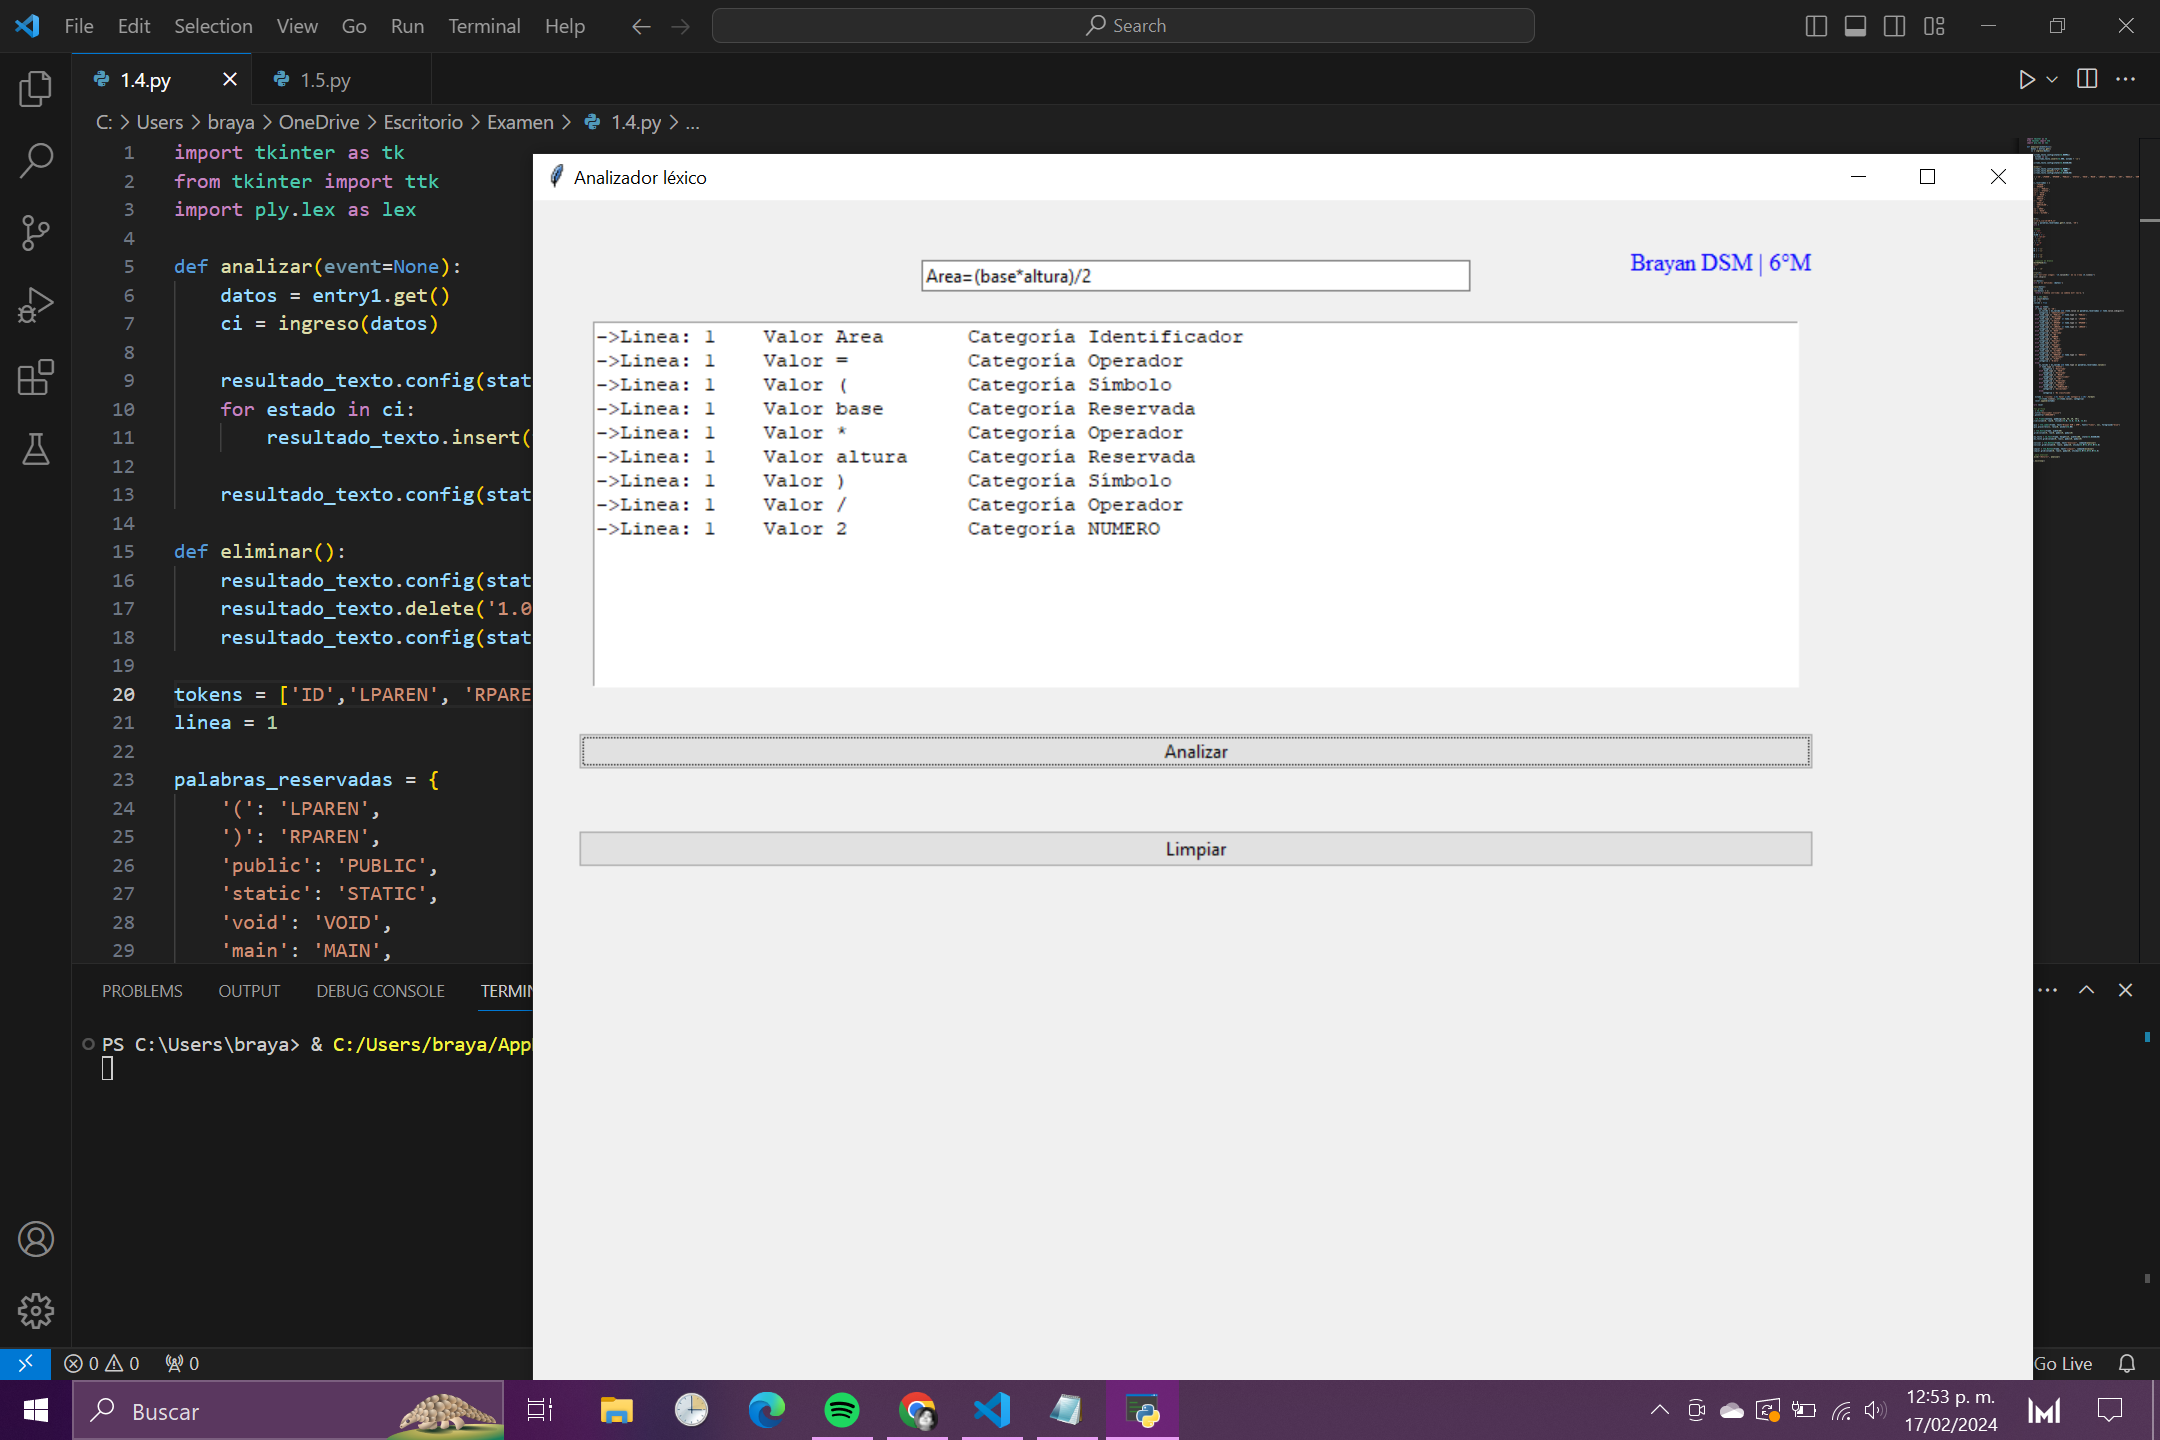 File Edit Selection View Go Run Terminal Help
Search
1.4.py
1.5.py
C: > Users > braya > OneDrive > Escritorio > Examen > 1.4.py > ...
1 import tkinter as tk
2 from tkinter import ttk
3 import ply.lex as lex
4
5 def analizar(event=None):
6 datos = entry1.get()
7 ci = ingreso(datos)
8
9 resultado_texto.config(stat
10 for estado in ci:
11 resultado_texto.insert(
12
13 resultado_texto.config(stat
14
15 def eliminar():
16 resultado_texto.config(stat
17 resultado_texto.delete('1.0
18 resultado_texto.config(stat
19
20 tokens = ['ID','LPAREN', 'RPARE
21 linea = 1
22
23 palabras_reservadas = {
24 '(': 'LPAREN',
25 ')': 'RPAREN',
26 'public': 'PUBLIC',
27 'static': 'STATIC',
28 'void': 'VOID',
29 'main': 'MAIN',
Analizador léxico
Area=(base*altura)/2
Brayan DSM | 6°M
->Linea: 1 Valor Area Categoría Identificador
->Linea: 1 Valor = Categoría Operador
->Linea: 1 Valor ( Categoría Símbolo
->Linea: 1 Valor base Categoría Reservada
->Linea: 1 Valor * Categoría Operador
->Linea: 1 Valor altura Categoría Reservada
->Linea: 1 Valor ) Categoría Símbolo
->Linea: 1 Valor / Categoría Operador
->Linea: 1 Valor 2 Categoría NUMERO
Analizar
Limpiar
PROBLEMS OUTPUT DEBUG CONSOLE TERMIN
PS C:\Users\braya> & C:/Users/braya/App
0 0 0
Go Live
Buscar
12:53 p. m.
17/02/2024